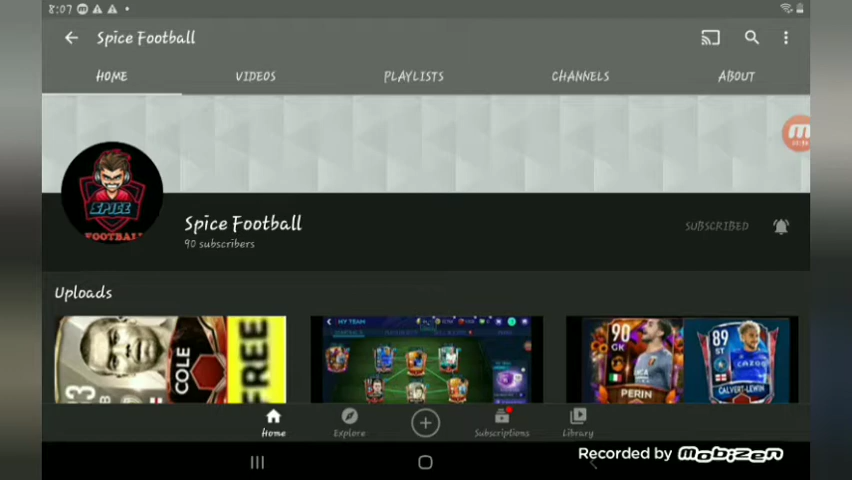 8:07
Spice Football
HOME VIDEOS PLAYLISTS CHANNELS ABOUT
SPICE
FOOTBALL
Spice Football
90 subscribers
SUBSCRIBED
Uploads
COLE
FREE
MY TEAM
90
GK
PERIN
89
ST
CAZOO
CALVERT-LEWIN
Home Explore Subscriptions Library
Recorded by MOBIZEN